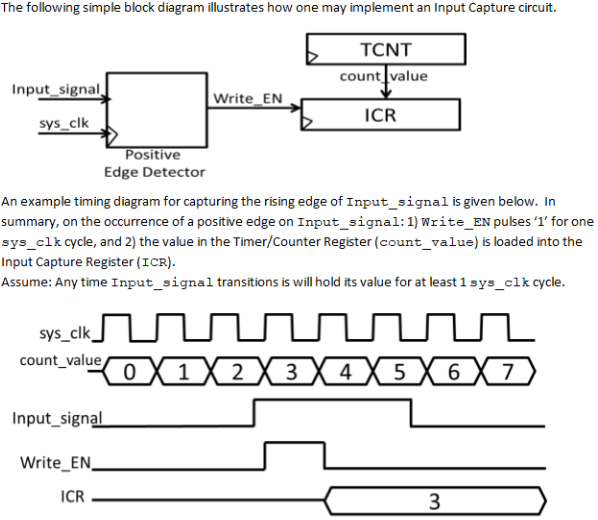 The following simple block diagram illustrates how one may implement an Input Capture circuit.
TCNT
count_value
Input_signal
Write_EN
ICR
sys_clk
Positive
Edge Detector
An example timing diagram for capturing the rising edge of Input_signal is given below. In
summary, on the occurrence of a positive edge on Input_signal: 1) Write_EN pulses '1' for one
sys_clk cycle, and 2) the value in the Timer/Counter Register (count_value) is loaded into the
Input Capture Register (ICR).
Assume: Any time Input_signal transitions is will hold its value for at least 1 sys_clk cycle.
sys_clk
count_value 0 1 2 3 4 5 6 7
Input_signal
Write_EN
ICR 3